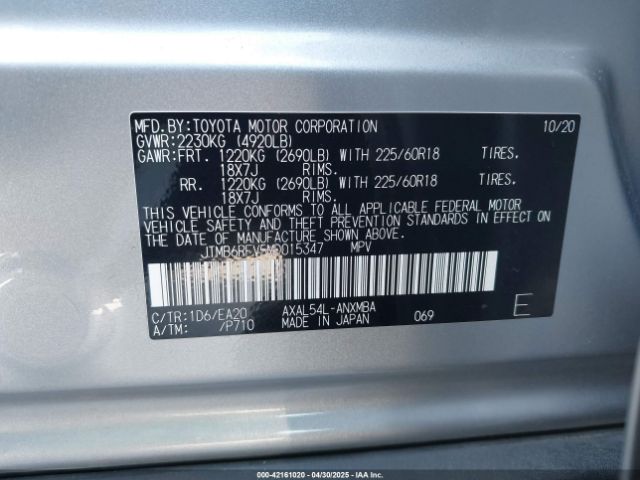 MFD.BY:TOYOTA MOTOR CORPORATION 10/20
GVWR:2230KG (4920LB)
GAWR:FRT. 1220KG (2690LB) WITH 225/60R18 TIRES.
18X7J RIMS.
RR. 1220KG (2690LB) WITH 225/60R18 TIRES.
18X7J RIMS.
THIS VEHICLE CONFORMS TO ALL APPLICABLE FEDERAL MOTOR
VEHICLE SAFETY AND THEFT PREVENTION STANDARDS IN EFFECT ON
THE DATE OF MANUFACTURE SHOWN ABOVE.
MPV
C/TR:1D6/EA20 AXAL54L-ANXMBA 069 E
A/TM: /P710 MADE IN JAPAN
000-42161020 04/30/2025 IAA Inc.